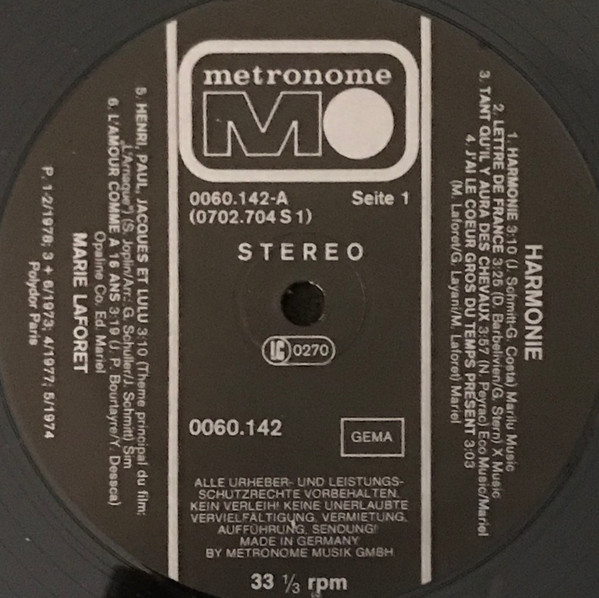 metronome
MO
0060.142-A Seite 1
(0702.704 S 1)
STEREO
LC 0270
0060.142
GEMA
ALLE URHEBER- UND LEISTUNGS-
SCHUTZRECHTE VORBEHALTEN.
KEIN VERLEIH! KEINE UNERLAUBTE
VERVIELFÄLTIGUNG, VERMIETUNG,
AUFFÜHRUNG, SENDUNG!
MADE IN GERMANY
BY METRONOME MUSIK GMBH
33 ⅓ rpm
HARMONIE
1. HARMONIE 3:10 (J. Schmitt-G. Costa) Marilu Music
2. LETTRE DE FRANCE 3:25 (D. Barbelivien/G. Stern) X Music
3. TANT QU'IL Y AURA DES CHEVAUX 3:57 (N. Peyrac) Eco Music/Mariel
4. J'AI LE COEUR GROS DU TEMPS PRESENT 3:03
(M. Laforet/G. Layani/M. Laforet) Mariel
5. HENRI, PAUL, JACQUES ET LULU 3:10 (Theme principal du film:
„L'Arnaque") (S. Joplin/Arr.: G. Schuller/J. Schmitt) Sim
6. L'AMOUR COMME A 16 ANS 3:19 (J. P. Bourtayre/Y. Dessca)
Opaline Co. Ed. Mariel
MARIE LAFORET
P. 1-2/1978; 3 + 6/1973; 4/1977; 5/1974
Polydor Paris